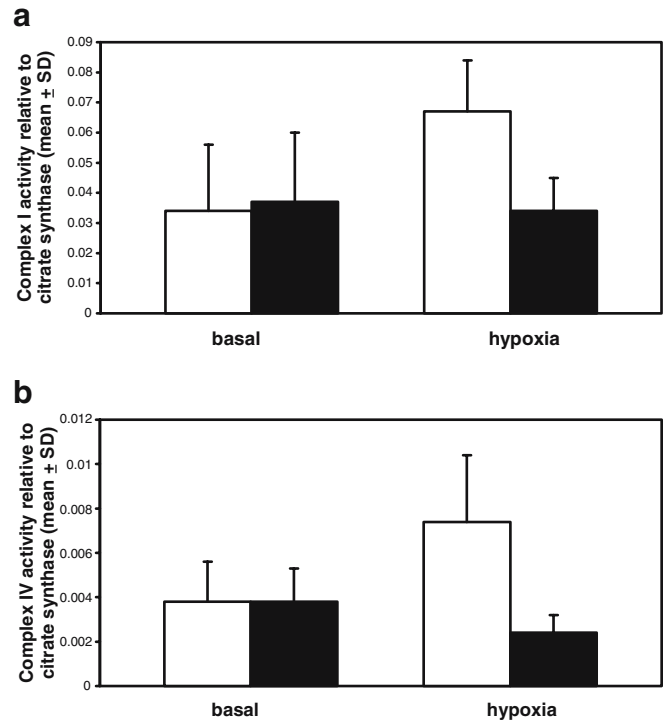 a
Complex I activity relative to
citrate synthase (mean ± SD)
0.09
0.08
0.07
0.06
0.05
0.04
0.03
0.02
0.01
0
basal hypoxia
b
Complex IV activity relative to
citrate synthase (mean ± SD)
0.012
0.01
0.008
0.006
0.004
0.002
0
basal hypoxia